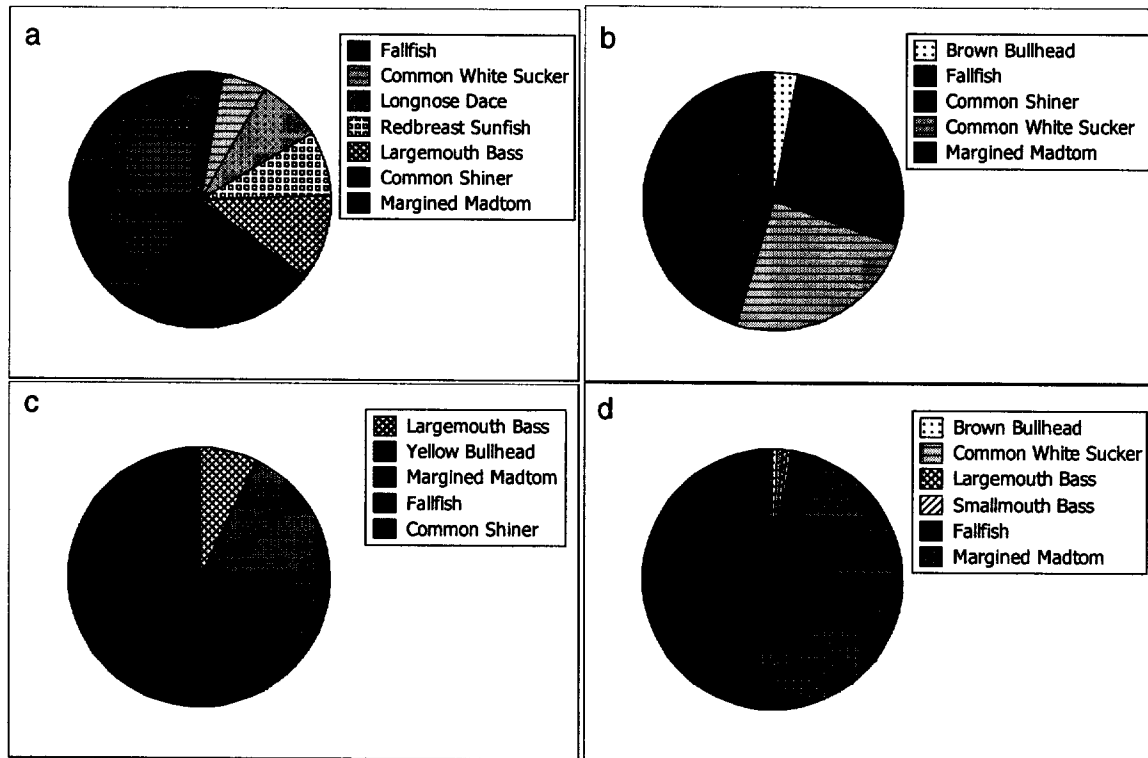 a
Fallfish
Common White Sucker
Longnose Dace
Redbreast Sunfish
Largemouth Bass
Common Shiner
Margined Madtom
b
Brown Bullhead
Fallfish
Common Shiner
Common White Sucker
Margined Madtom
c
Largemouth Bass
Yellow Bullhead
Margined Madtom
Fallfish
Common Shiner
d
Brown Bullhead
Common White Sucker
Largemouth Bass
Smallmouth Bass
Fallfish
Margined Madtom